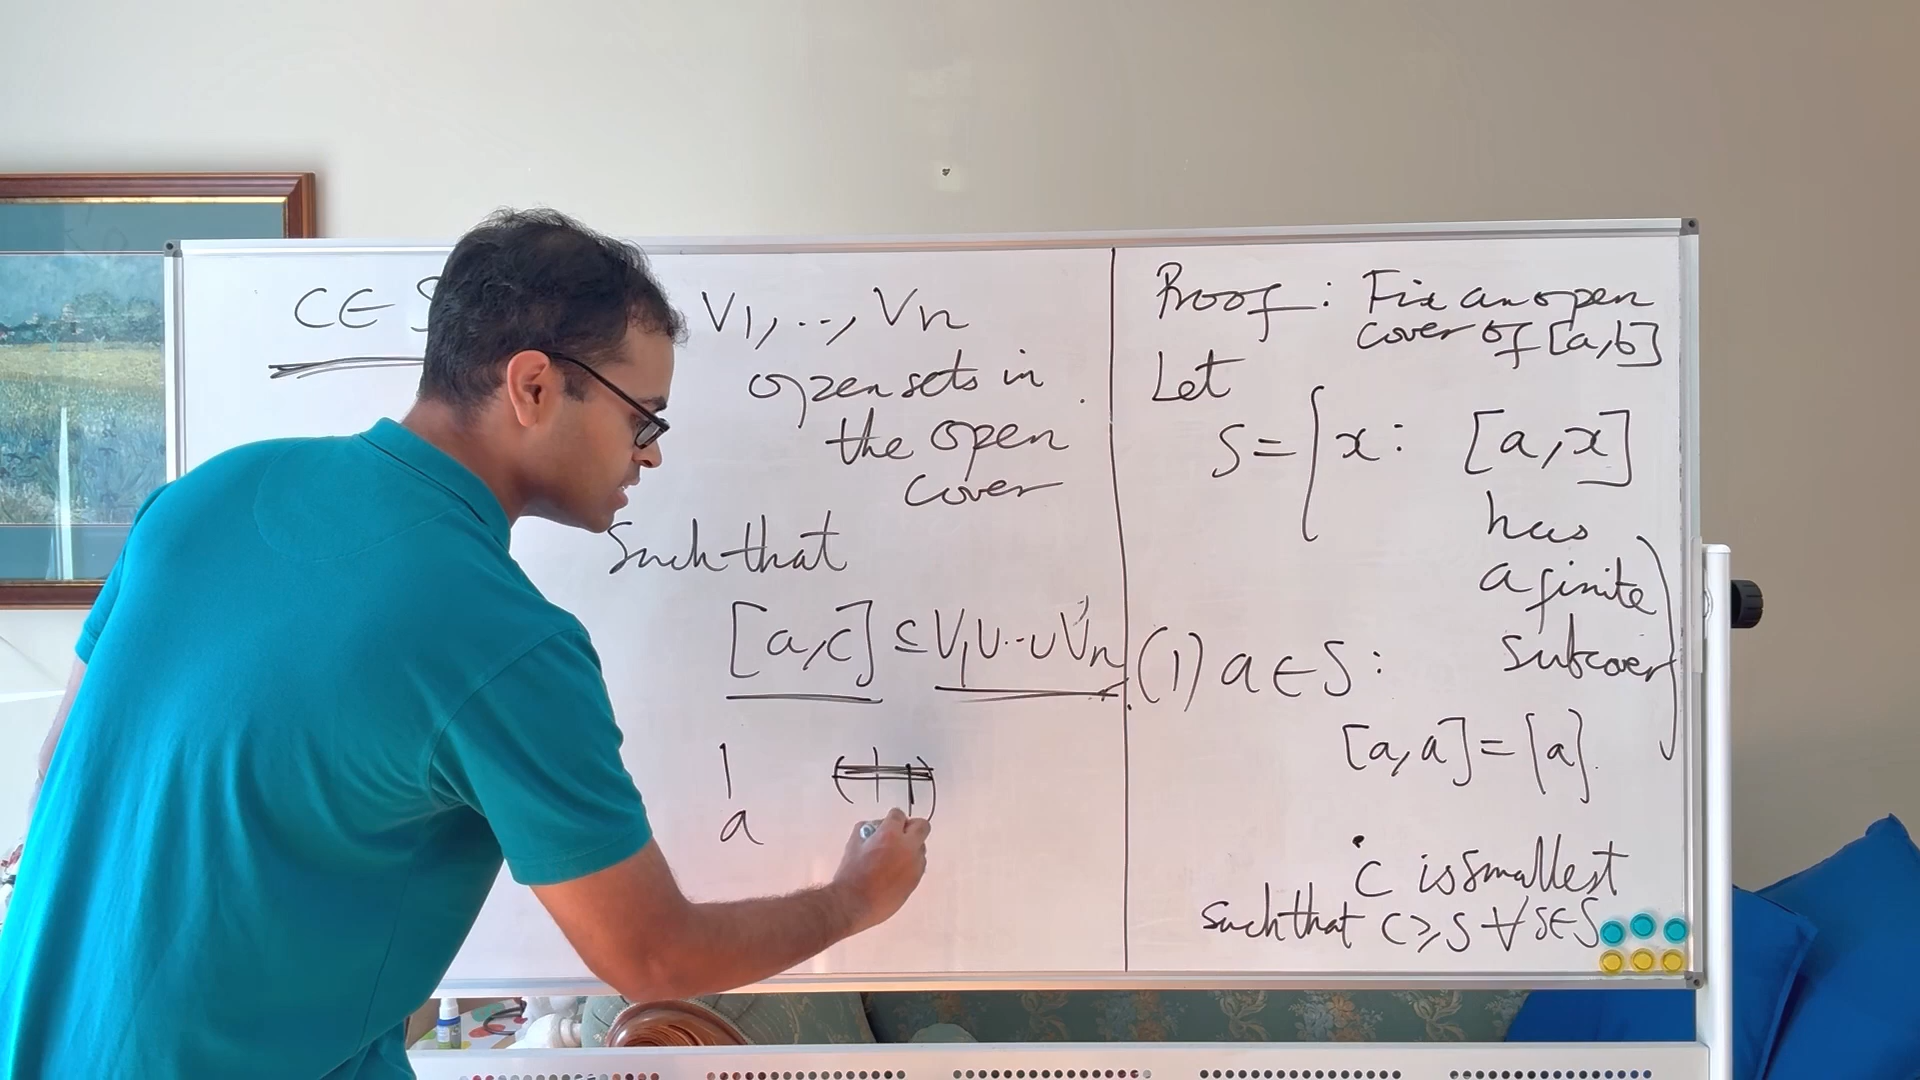 C ∈ S
V1, ..., Vn
open sets in
the open
cover
Such that
[a,c] ⊆ V1 ∪ ... ∪ Vn
a
Proof: Fix an open
cover of [a,b]
Let
S = { x : [a,x]
has
a finite
subcover }
(1) a ∈ S :
[a,a] = {a}.
C is smallest
such that C ≥ s ∀ s ∈ S